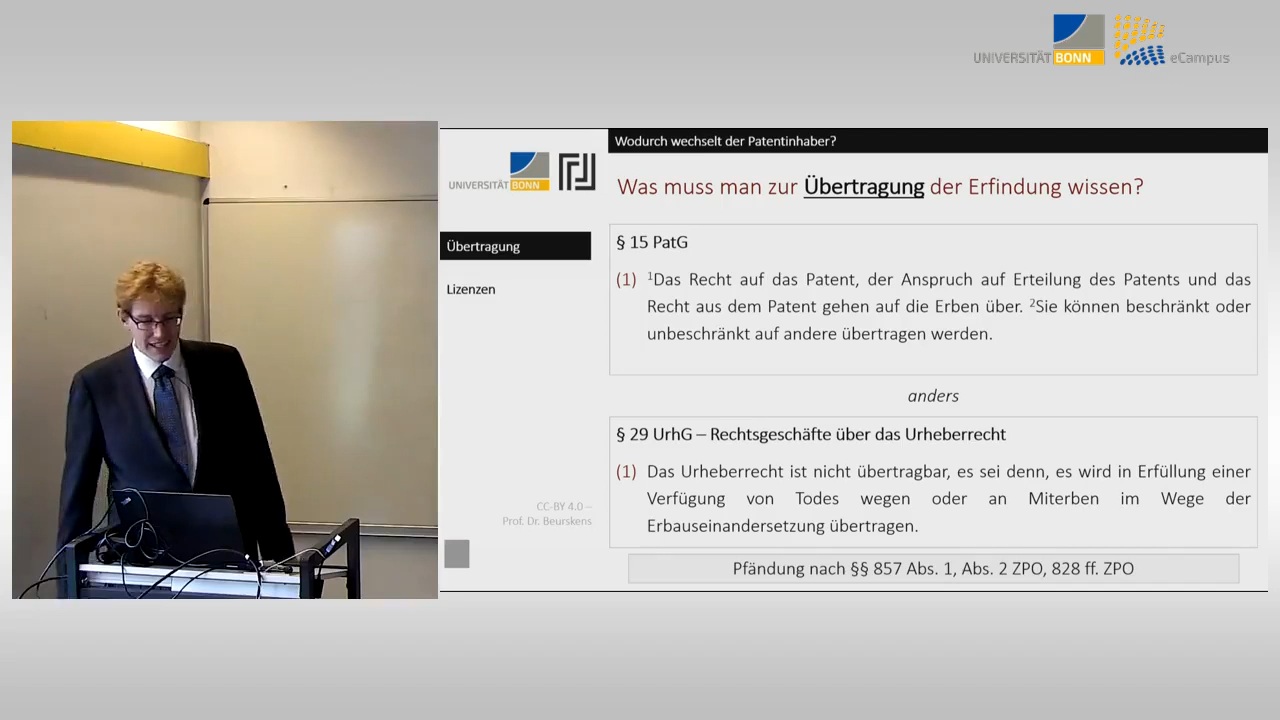 UNIVERSITÄT BONN eCampus
Wodurch wechselt der Patentinhaber?
UNIVERSITÄT BONN
Was muss man zur Übertragung der Erfindung wissen?
Übertragung
Lizenzen
§ 15 PatG
(1) ¹Das Recht auf das Patent, der Anspruch auf Erteilung des Patents und das
Recht aus dem Patent gehen auf die Erben über. ²Sie können beschränkt oder
unbeschränkt auf andere übertragen werden.
anders
§ 29 UrhG – Rechtsgeschäfte über das Urheberrecht
(1) Das Urheberrecht ist nicht übertragbar, es sei denn, es wird in Erfüllung einer
Verfügung von Todes wegen oder an Miterben im Wege der
Erbauseinandersetzung übertragen.
CC-BY 4.0 –
Prof. Dr. Beurskens
Pfändung nach §§ 857 Abs. 1, Abs. 2 ZPO, 828 ff. ZPO